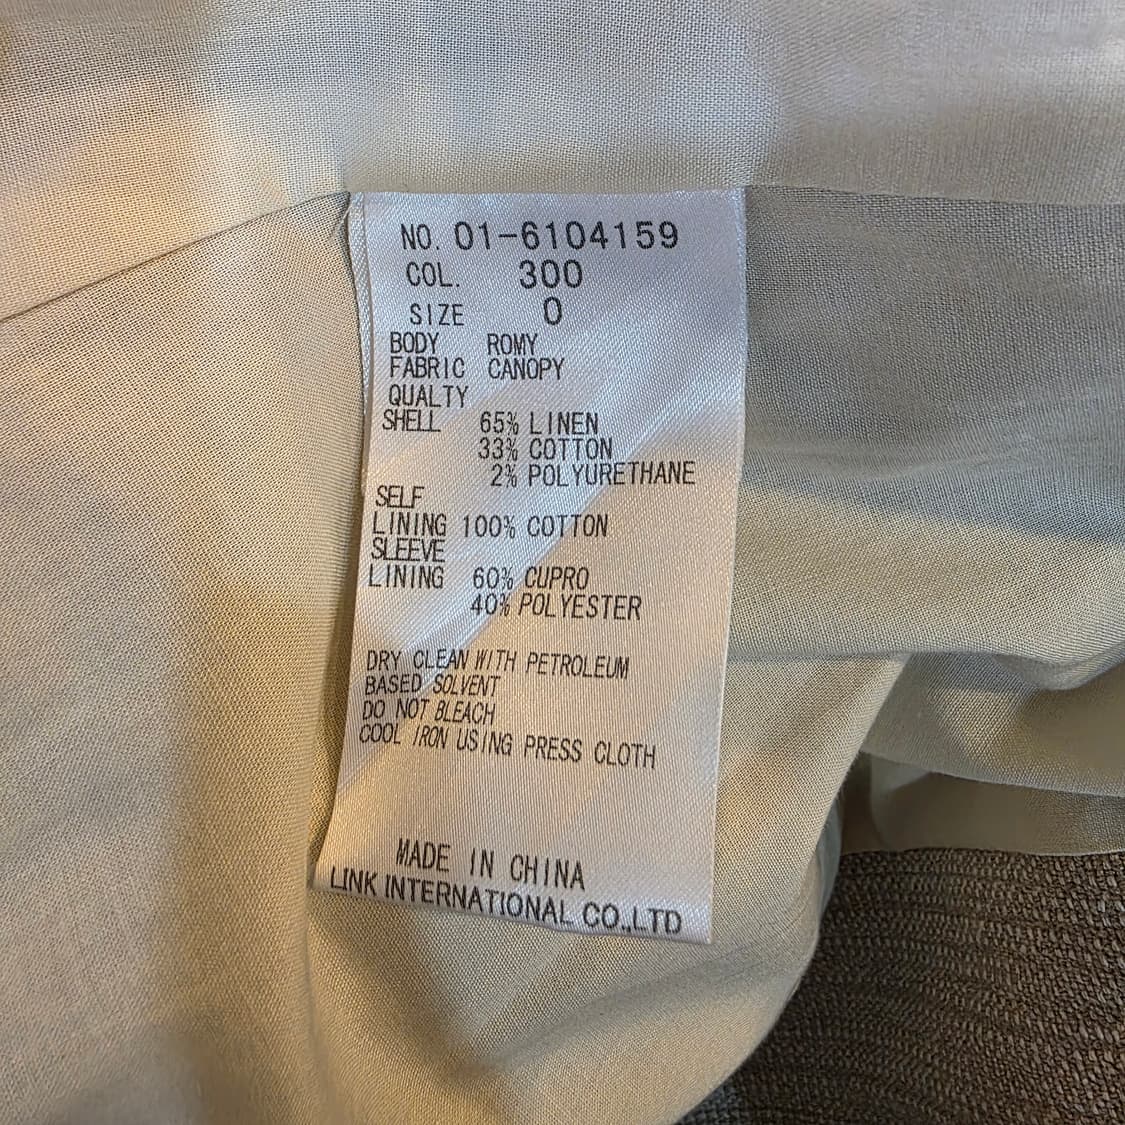 NO. 01-6104159
COL. 300
SIZE 0
BODY ROMY
FABRIC CANOPY
QUALTY
SHELL 65% LINEN
33% COTTON
2% POLYURETHANE
SELF
LINING 100% COTTON
SLEEVE
LINING 60% CUPRO
40% POLYESTER
DRY CLEAN WITH PETROLEUM
BASED SOLVENT
DO NOT BLEACH
COOL IRON USING PRESS CLOTH
MADE IN CHINA
LINK INTERNATIONAL CO.,LTD